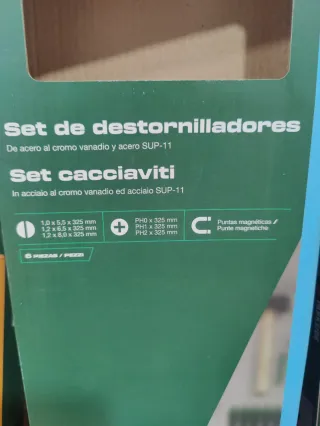 Set de destornilladores
De acero al cromo vanadio y acero SUP-11
Set cacciaviti
In acciaio al cromo vanadio ed acciaio SUP-11
1,0 x 5,5 x 325 mm
1,2 x 6,5 x 325 mm
1,2 x 8,0 x 325 mm
PH0 x 325 mm
PH1 x 325 mm
PH2 x 325 mm
Puntas magnéticas /
Punte magnetiche
6 PIEZAS / PEZZI